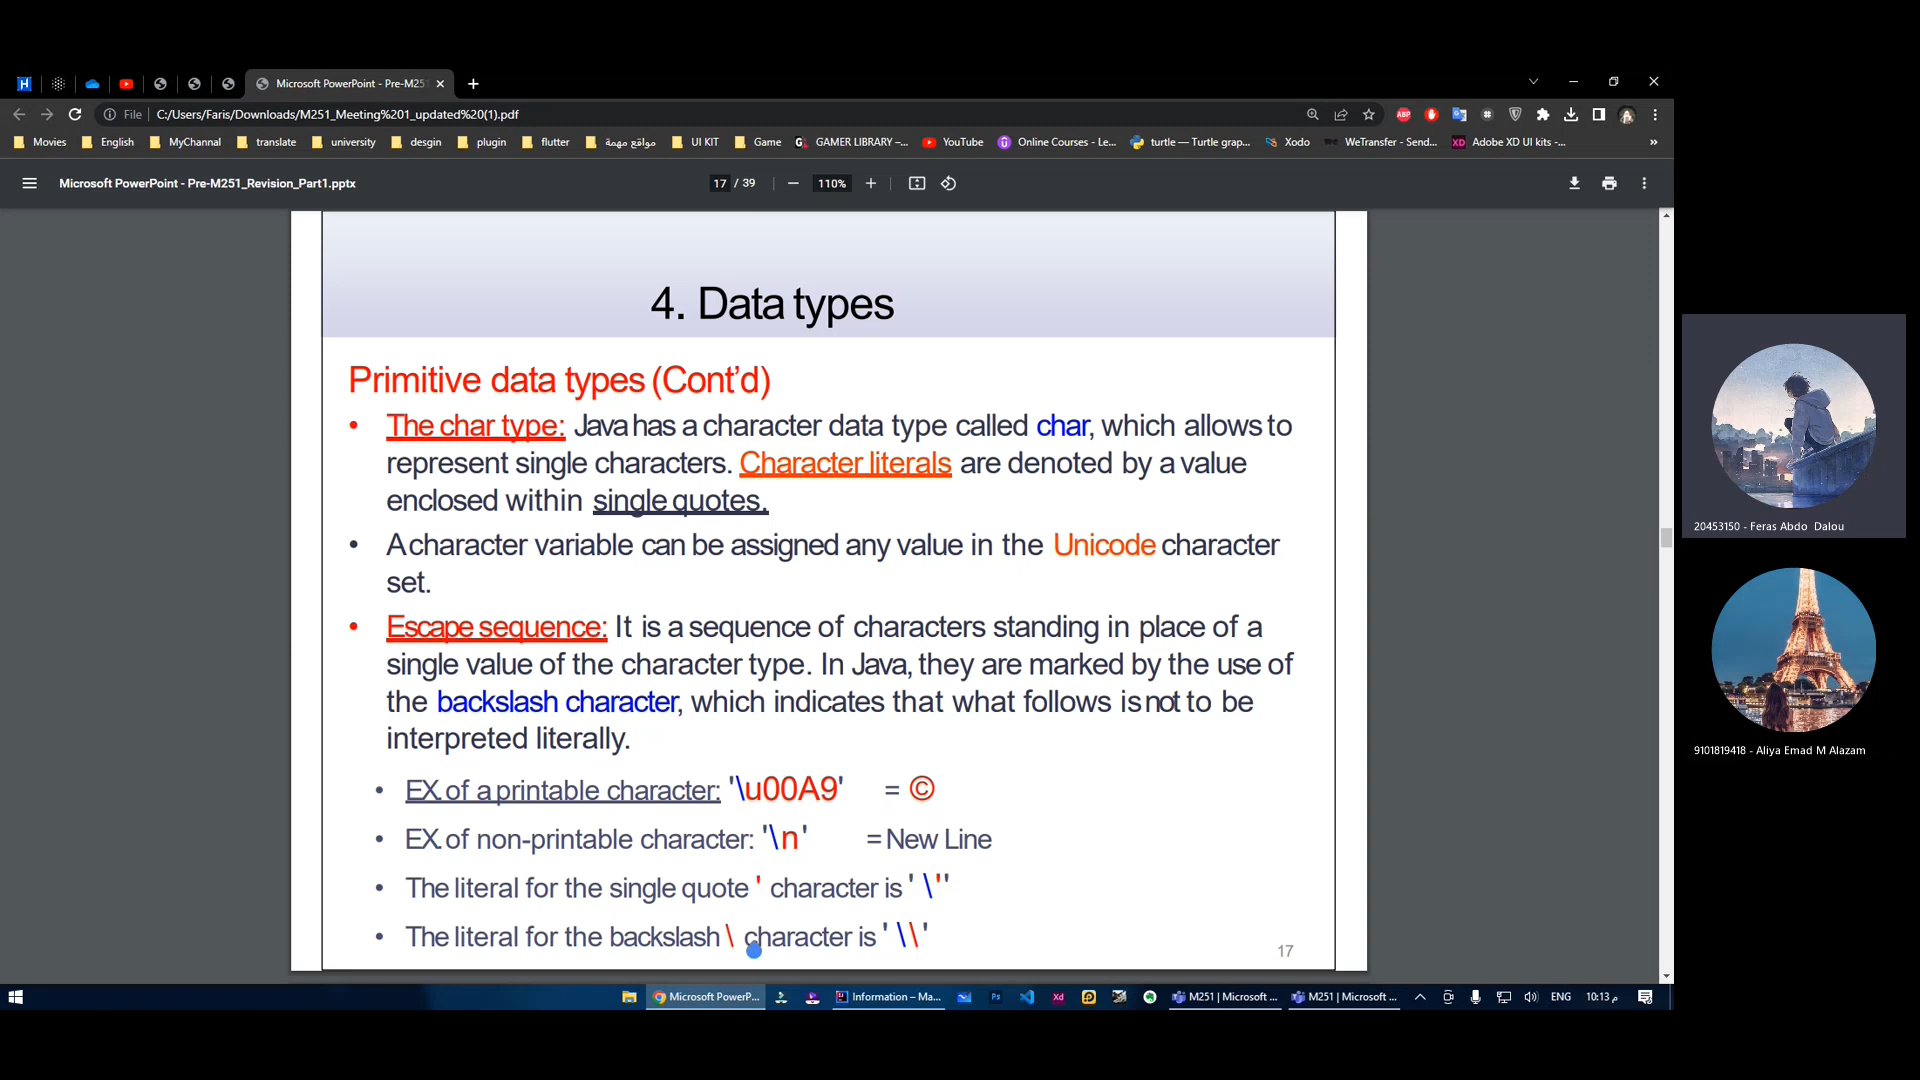 Microsoft PowerPoint - Pre-M251
File C:/Users/Faris/Downloads/M251_Meeting%201_updated%20(1).pdf
Movies English MyChannal translate university desgin plugin flutter مواقع مهمة UI KIT Game GAMER LIBRARY –... YouTube Online Courses - Le... turtle — Turtle grap... Xodo WeTransfer - Send... Adobe XD UI kits -... »
Microsoft PowerPoint - Pre-M251_Revision_Part1.pptx 17 / 39 110%
4. Data types
Primitive data types (Cont’d)
• The char type: Java has a character data type called char, which allows to
represent single characters. Character literals are denoted by a value
enclosed within single quotes.
• A character variable can be assigned any value in the Unicode character
set.
• Escape sequence: It is a sequence of characters standing in place of a
single value of the character type. In Java, they are marked by the use of
the backslash character, which indicates that what follows is not to be
interpreted literally.
• EX. of a printable character: '\u00A9' = ©
• EX. of non-printable character: '\n' = New Line
• The literal for the single quote ' character is ' \''
• The literal for the backslash \ character is ' \\'
17
20453150 - Feras Abdo Dalou
9101819418 - Aliya Emad M Alazam
Microsoft PowerP... Information – Ma... M251 | Microsoft ... M251 | Microsoft ... ENG 10:13 م